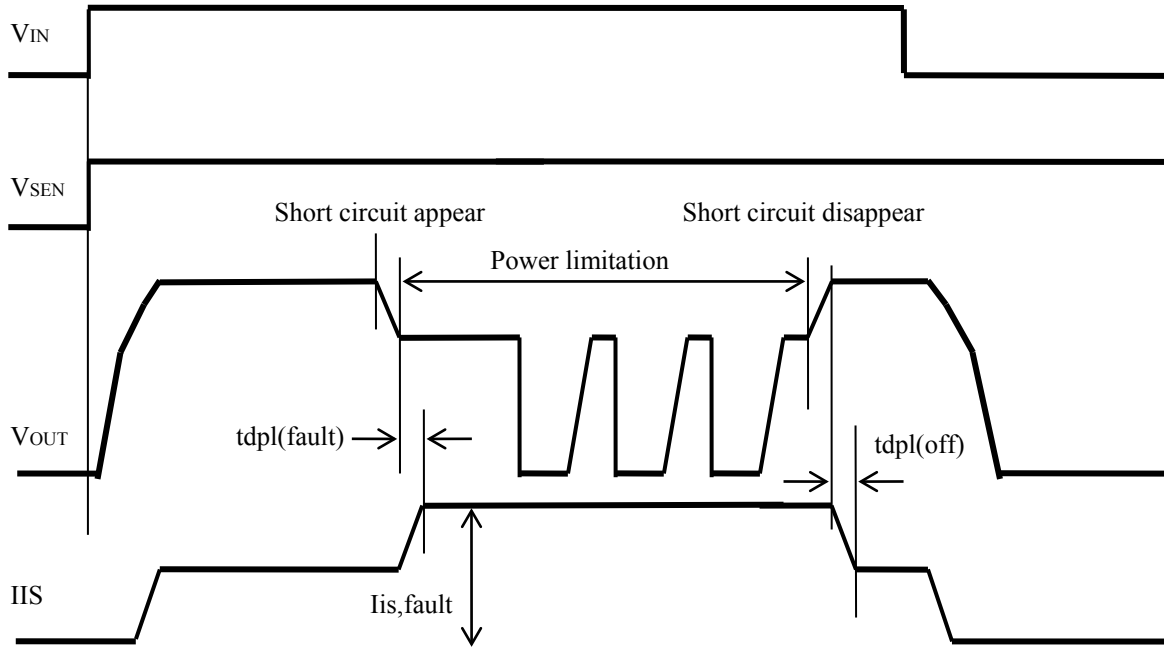 VIN
VSEN
Short circuit appear
Short circuit disappear
Power limitation
VOUT
tdpl(fault)
tdpl(off)
IIS
Iis,fault